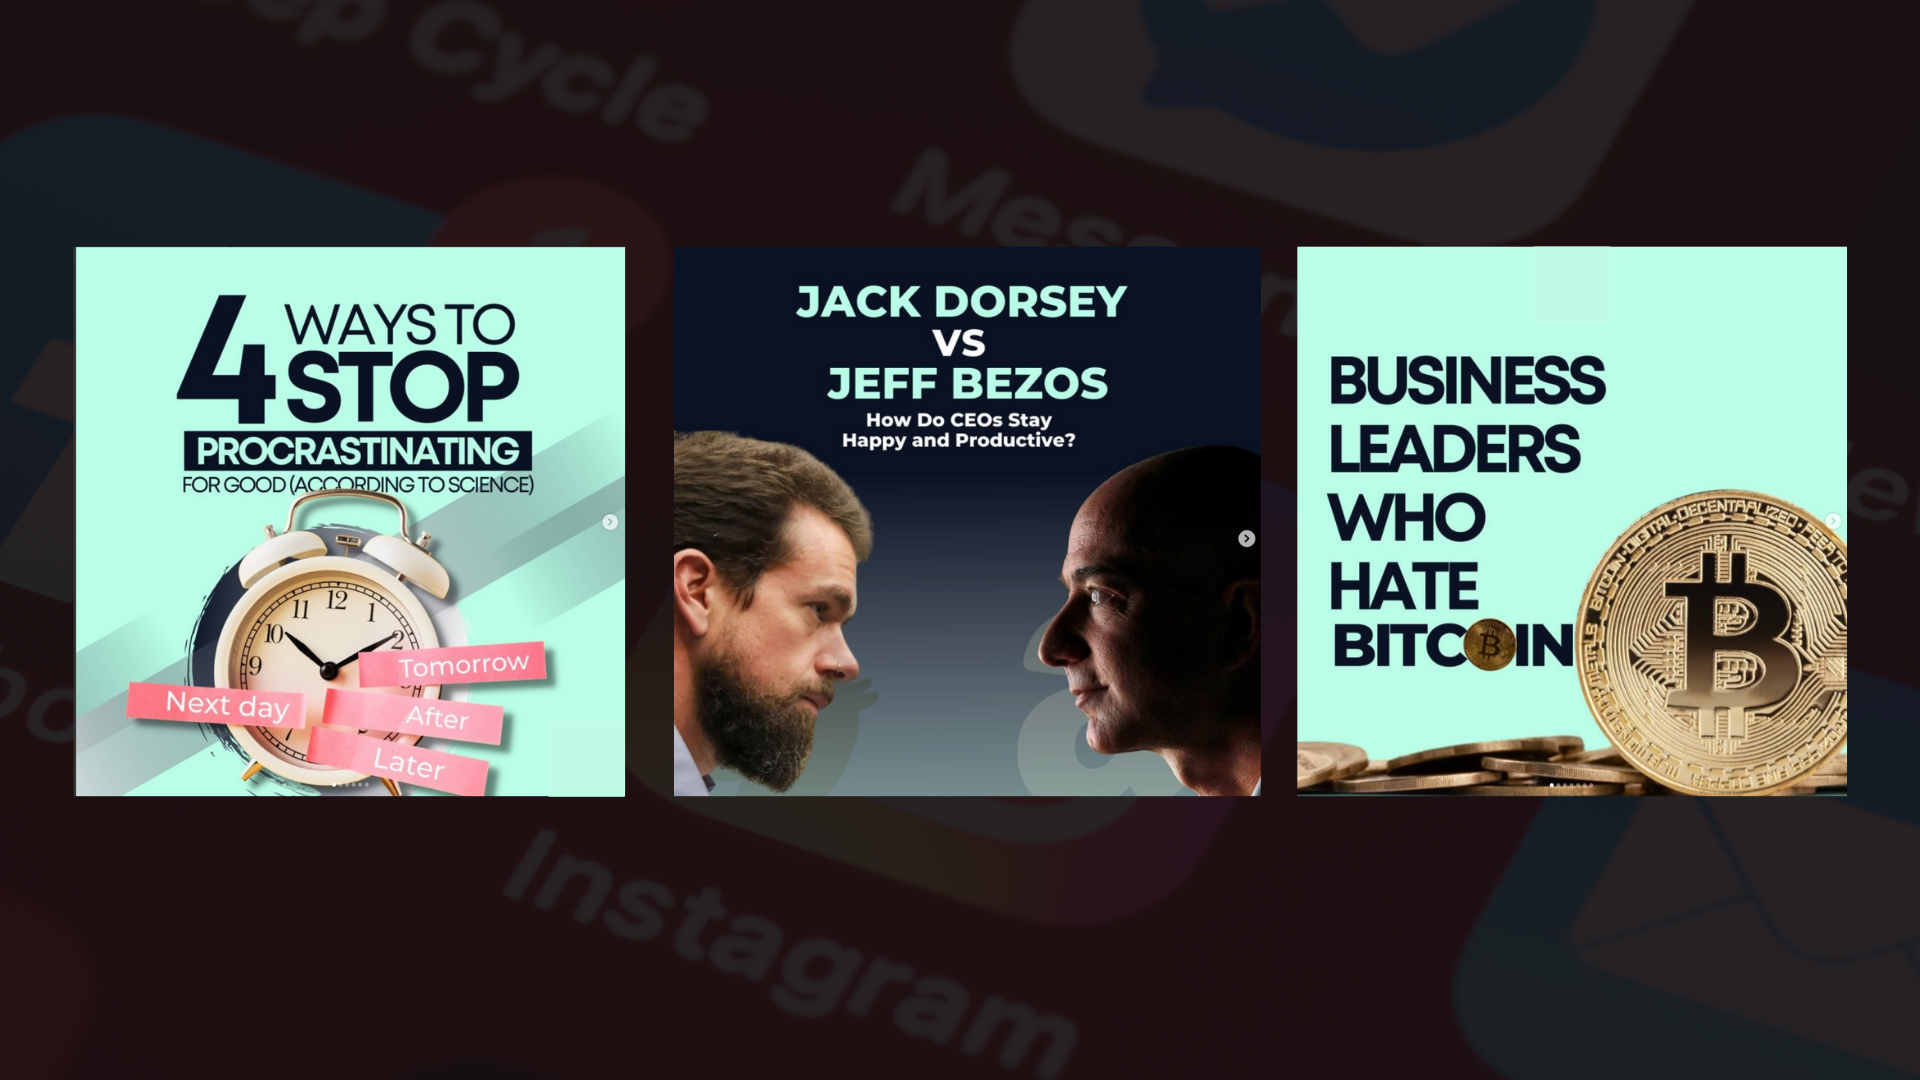 4 WAYS TO
STOP
PROCRASTINATING
FOR GOOD (ACCORDING TO SCIENCE)
11 12 1
10 2
9
Tomorrow
Next day
After
Later
JACK DORSEY
VS
JEFF BEZOS
How Do CEOs Stay
Happy and Productive?
BUSINESS
LEADERS
WHO
HATE
BITCOIN
BITCOIN·DIGITAL·DECENTRALIZED·
Cycle
Instagram